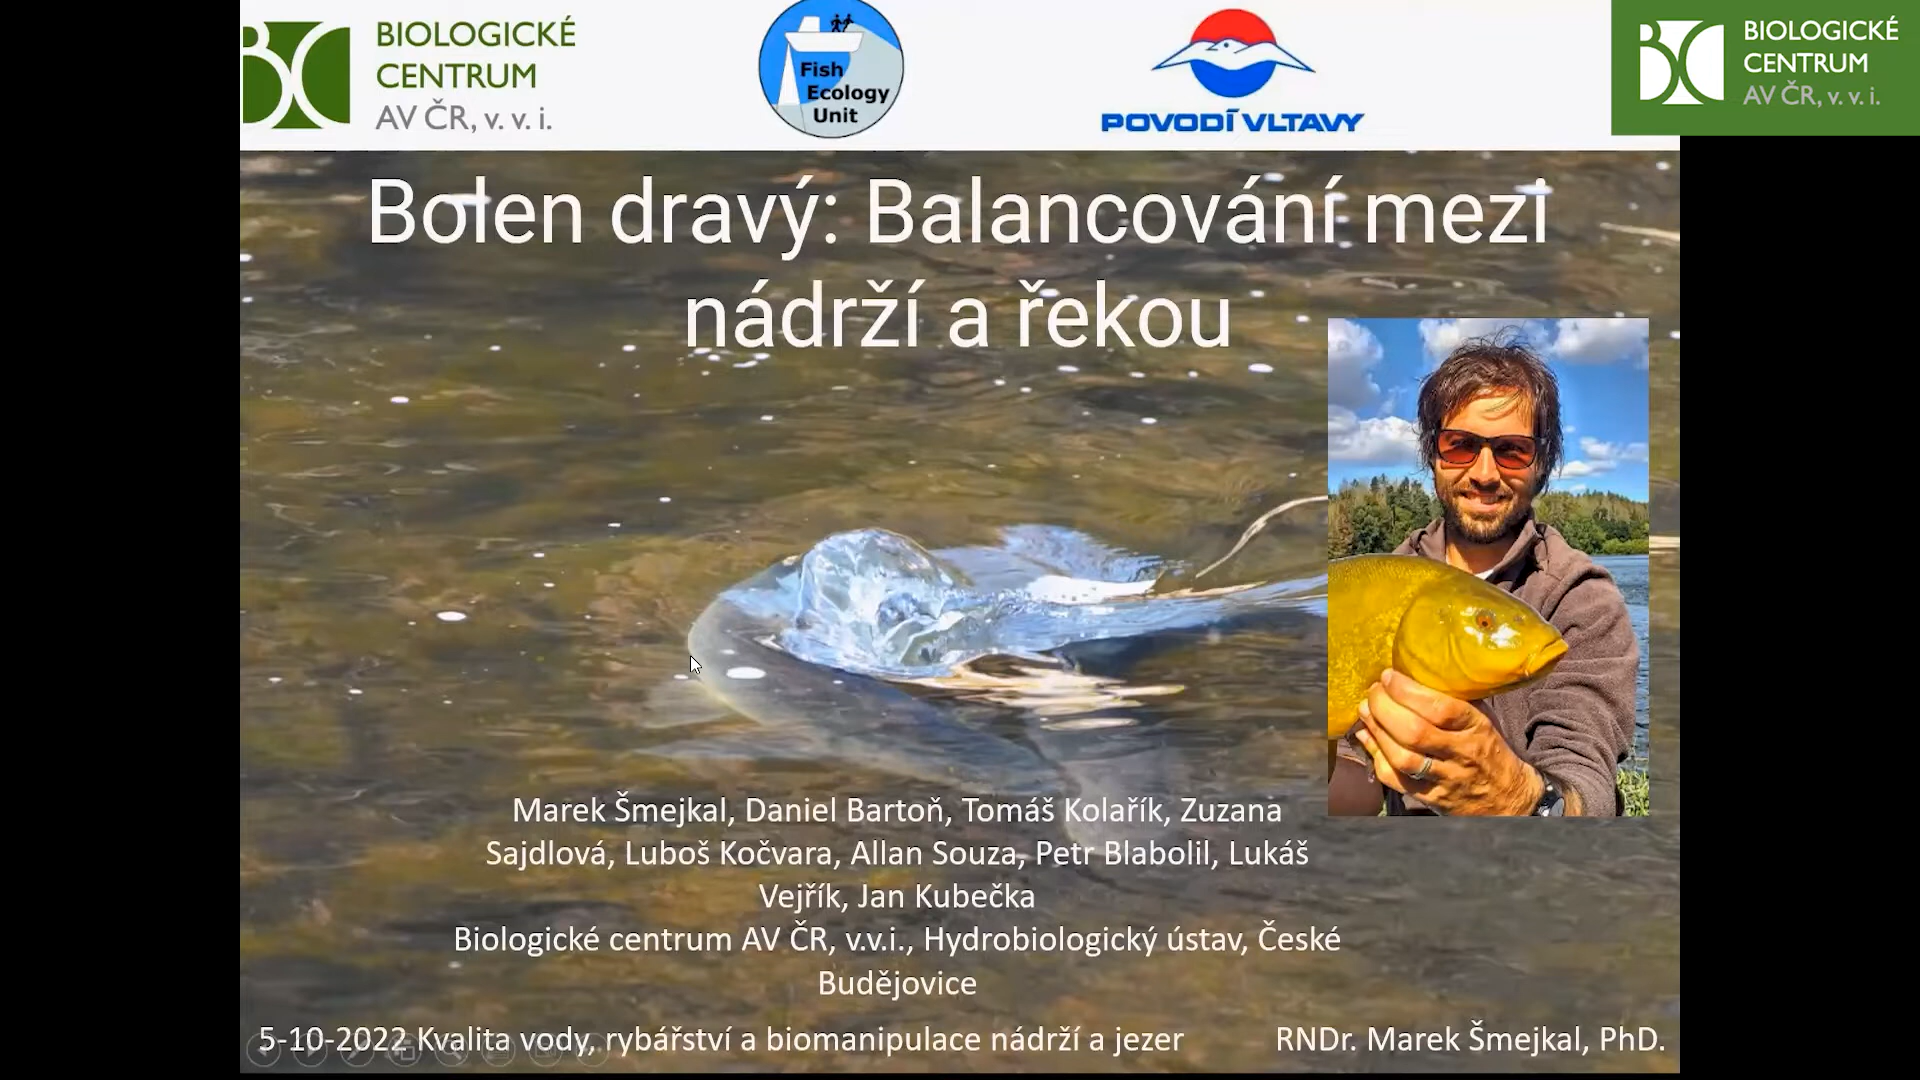 BIOLOGICKÉ
CENTRUM
AV ČR, v. v. i.
Fish
Ecology
Unit
POVODÍ VLTAVY
BIOLOGICKÉ
CENTRUM
AV ČR, v. v. i.
Bolen dravý: Balancování mezi
nádrží a řekou
Marek Šmejkal, Daniel Bartoň, Tomáš Kolařík, Zuzana
Sajdlová, Luboš Kočvara, Allan Souza, Petr Blabolil, Lukáš
Vejřík, Jan Kubečka
Biologické centrum AV ČR, v.v.i., Hydrobiologický ústav, České
Budějovice
5-10-2022 Kvalita vody, rybářství a biomanipulace nádrží a jezer
RNDr. Marek Šmejkal, PhD.